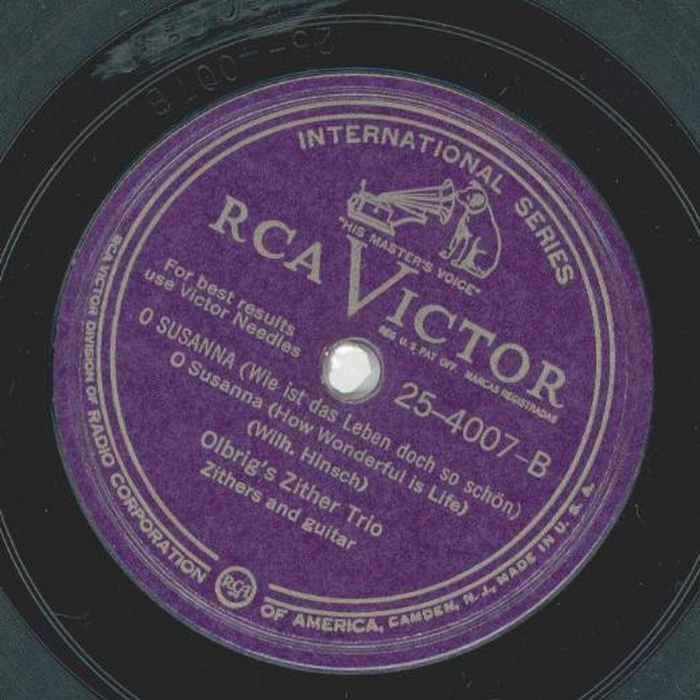 INTERNATIONAL SERIES
"HIS MASTER'S VOICE"
RCA VICTOR
REG. U. S. PAT. OFF. MARCAS REGISTRADAS
For best results
use Victor Needles
25-4007-B
O SUSANNA (Wie ist das Leben doch so schön)
O Susanna (How Wonderful is Life)
(Wilh. Hinsch)
Olbrig's Zither Trio
Zithers and guitar
RCA VICTOR DIVISION OF RADIO CORPORATION RCA OF AMERICA, CAMDEN, N. J., MADE IN U. S. A.